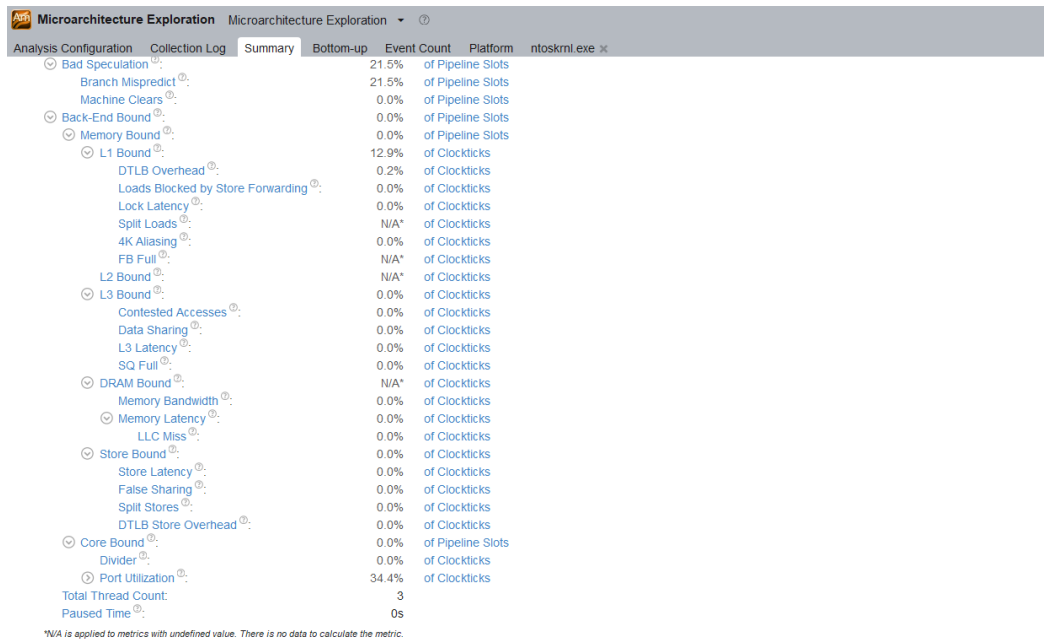 Am Microarchitecture Exploration Microarchitecture Exploration ?
Analysis Configuration Collection Log Summary Bottom-up Event Count Platform ntoskrnl.exe ×
Bad Speculation ?: 21.5% of Pipeline Slots
Branch Mispredict ?: 21.5% of Pipeline Slots
Machine Clears ?: 0.0% of Pipeline Slots
Back-End Bound ?: 0.0% of Pipeline Slots
Memory Bound ?: 0.0% of Pipeline Slots
L1 Bound ?: 12.9% of Clockticks
DTLB Overhead ?: 0.2% of Clockticks
Loads Blocked by Store Forwarding ?: 0.0% of Clockticks
Lock Latency ?: 0.0% of Clockticks
Split Loads ?: N/A* of Clockticks
4K Aliasing ?: 0.0% of Clockticks
FB Full ?: N/A* of Clockticks
L2 Bound ?: N/A* of Clockticks
L3 Bound ?: 0.0% of Clockticks
Contested Accesses ?: 0.0% of Clockticks
Data Sharing ?: 0.0% of Clockticks
L3 Latency ?: 0.0% of Clockticks
SQ Full ?: 0.0% of Clockticks
DRAM Bound ?: N/A* of Clockticks
Memory Bandwidth ?: 0.0% of Clockticks
Memory Latency ?: 0.0% of Clockticks
LLC Miss ?: 0.0% of Clockticks
Store Bound ?: 0.0% of Clockticks
Store Latency ?: 0.0% of Clockticks
False Sharing ?: 0.0% of Clockticks
Split Stores ?: 0.0% of Clockticks
DTLB Store Overhead ?: 0.0% of Clockticks
Core Bound ?: 0.0% of Pipeline Slots
Divider ?: 0.0% of Clockticks
Port Utilization ?: 34.4% of Clockticks
Total Thread Count: 3
Paused Time ?: 0s
*N/A is applied to metrics with undefined value. There is no data to calculate the metric.